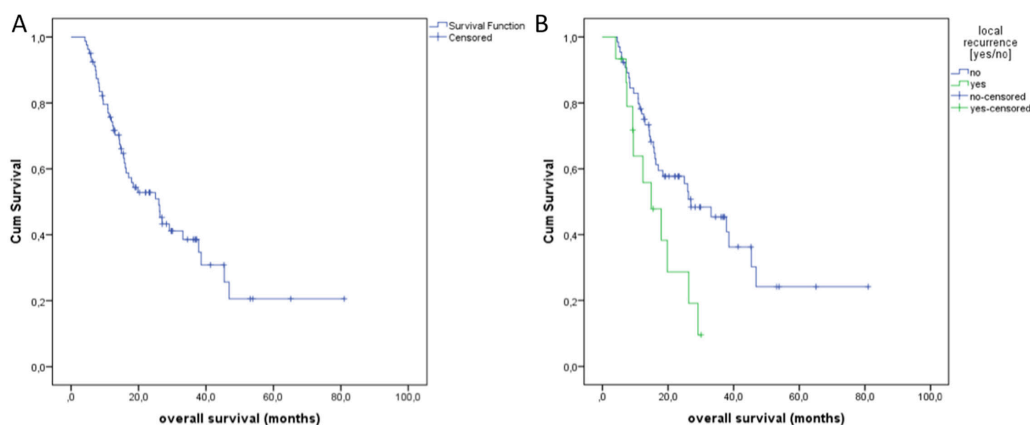 A
Survival Function
Censored
1,0
0,8
0,6
0,4
0,2
0,0
Cum Survival
,0
20,0
40,0
60,0
80,0
100,0
overall survival (months)
B
local
recurrence
[yes/no]
no
yes
no-censored
yes-censored
1,0
0,8
0,6
0,4
0,2
0,0
Cum Survival
,0
20,0
40,0
60,0
80,0
100,0
overall survival (months)